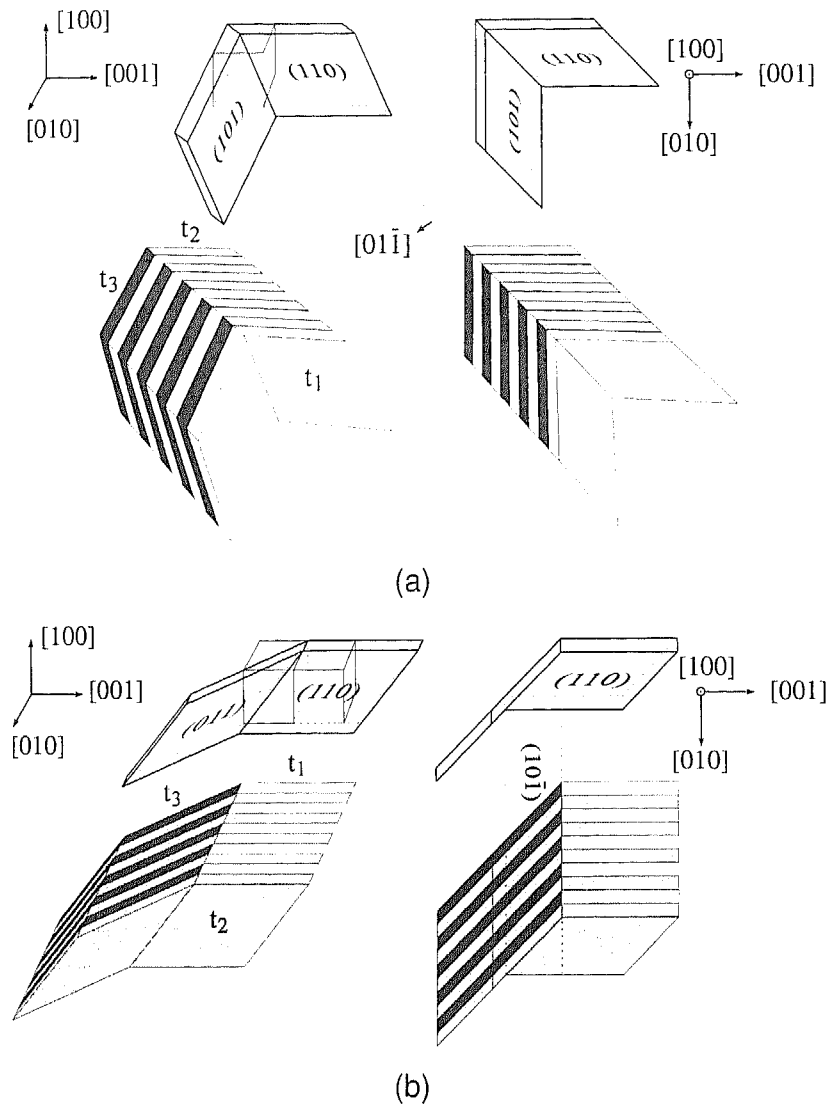 [100]
[001]
[010]
(110)
(101)
(110)
(101)
[100]
[001]
[010]
t₂
t₃
[011̄]
t₁
(a)
[100]
[001]
[010]
(011)
(110)
(110)
[100]
[001]
[010]
t₁
t₃
(101̄)
t₂
(b)